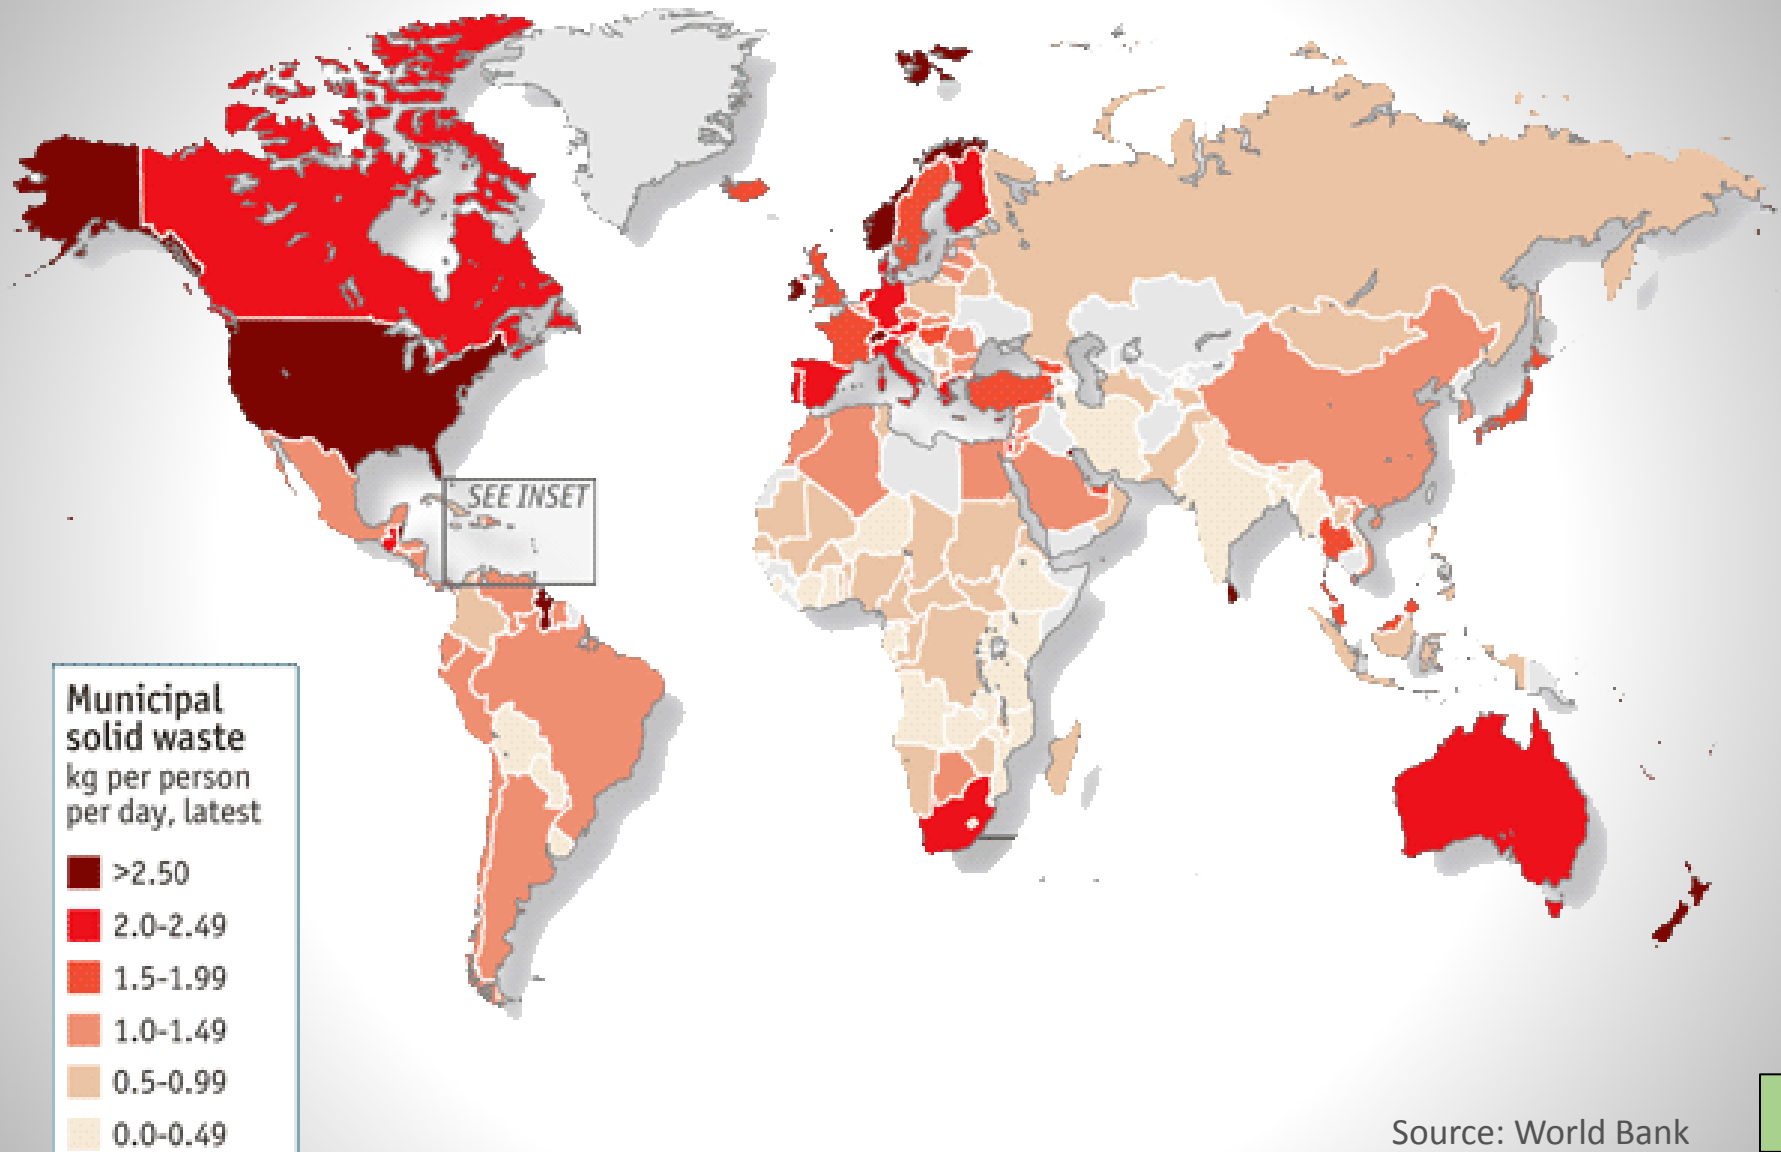 SEE INSET
Municipal
solid waste
kg per person
per day, latest
>2.50
2.0-2.49
1.5-1.99
1.0-1.49
0.5-0.99
0.0-0.49
Source: World Bank